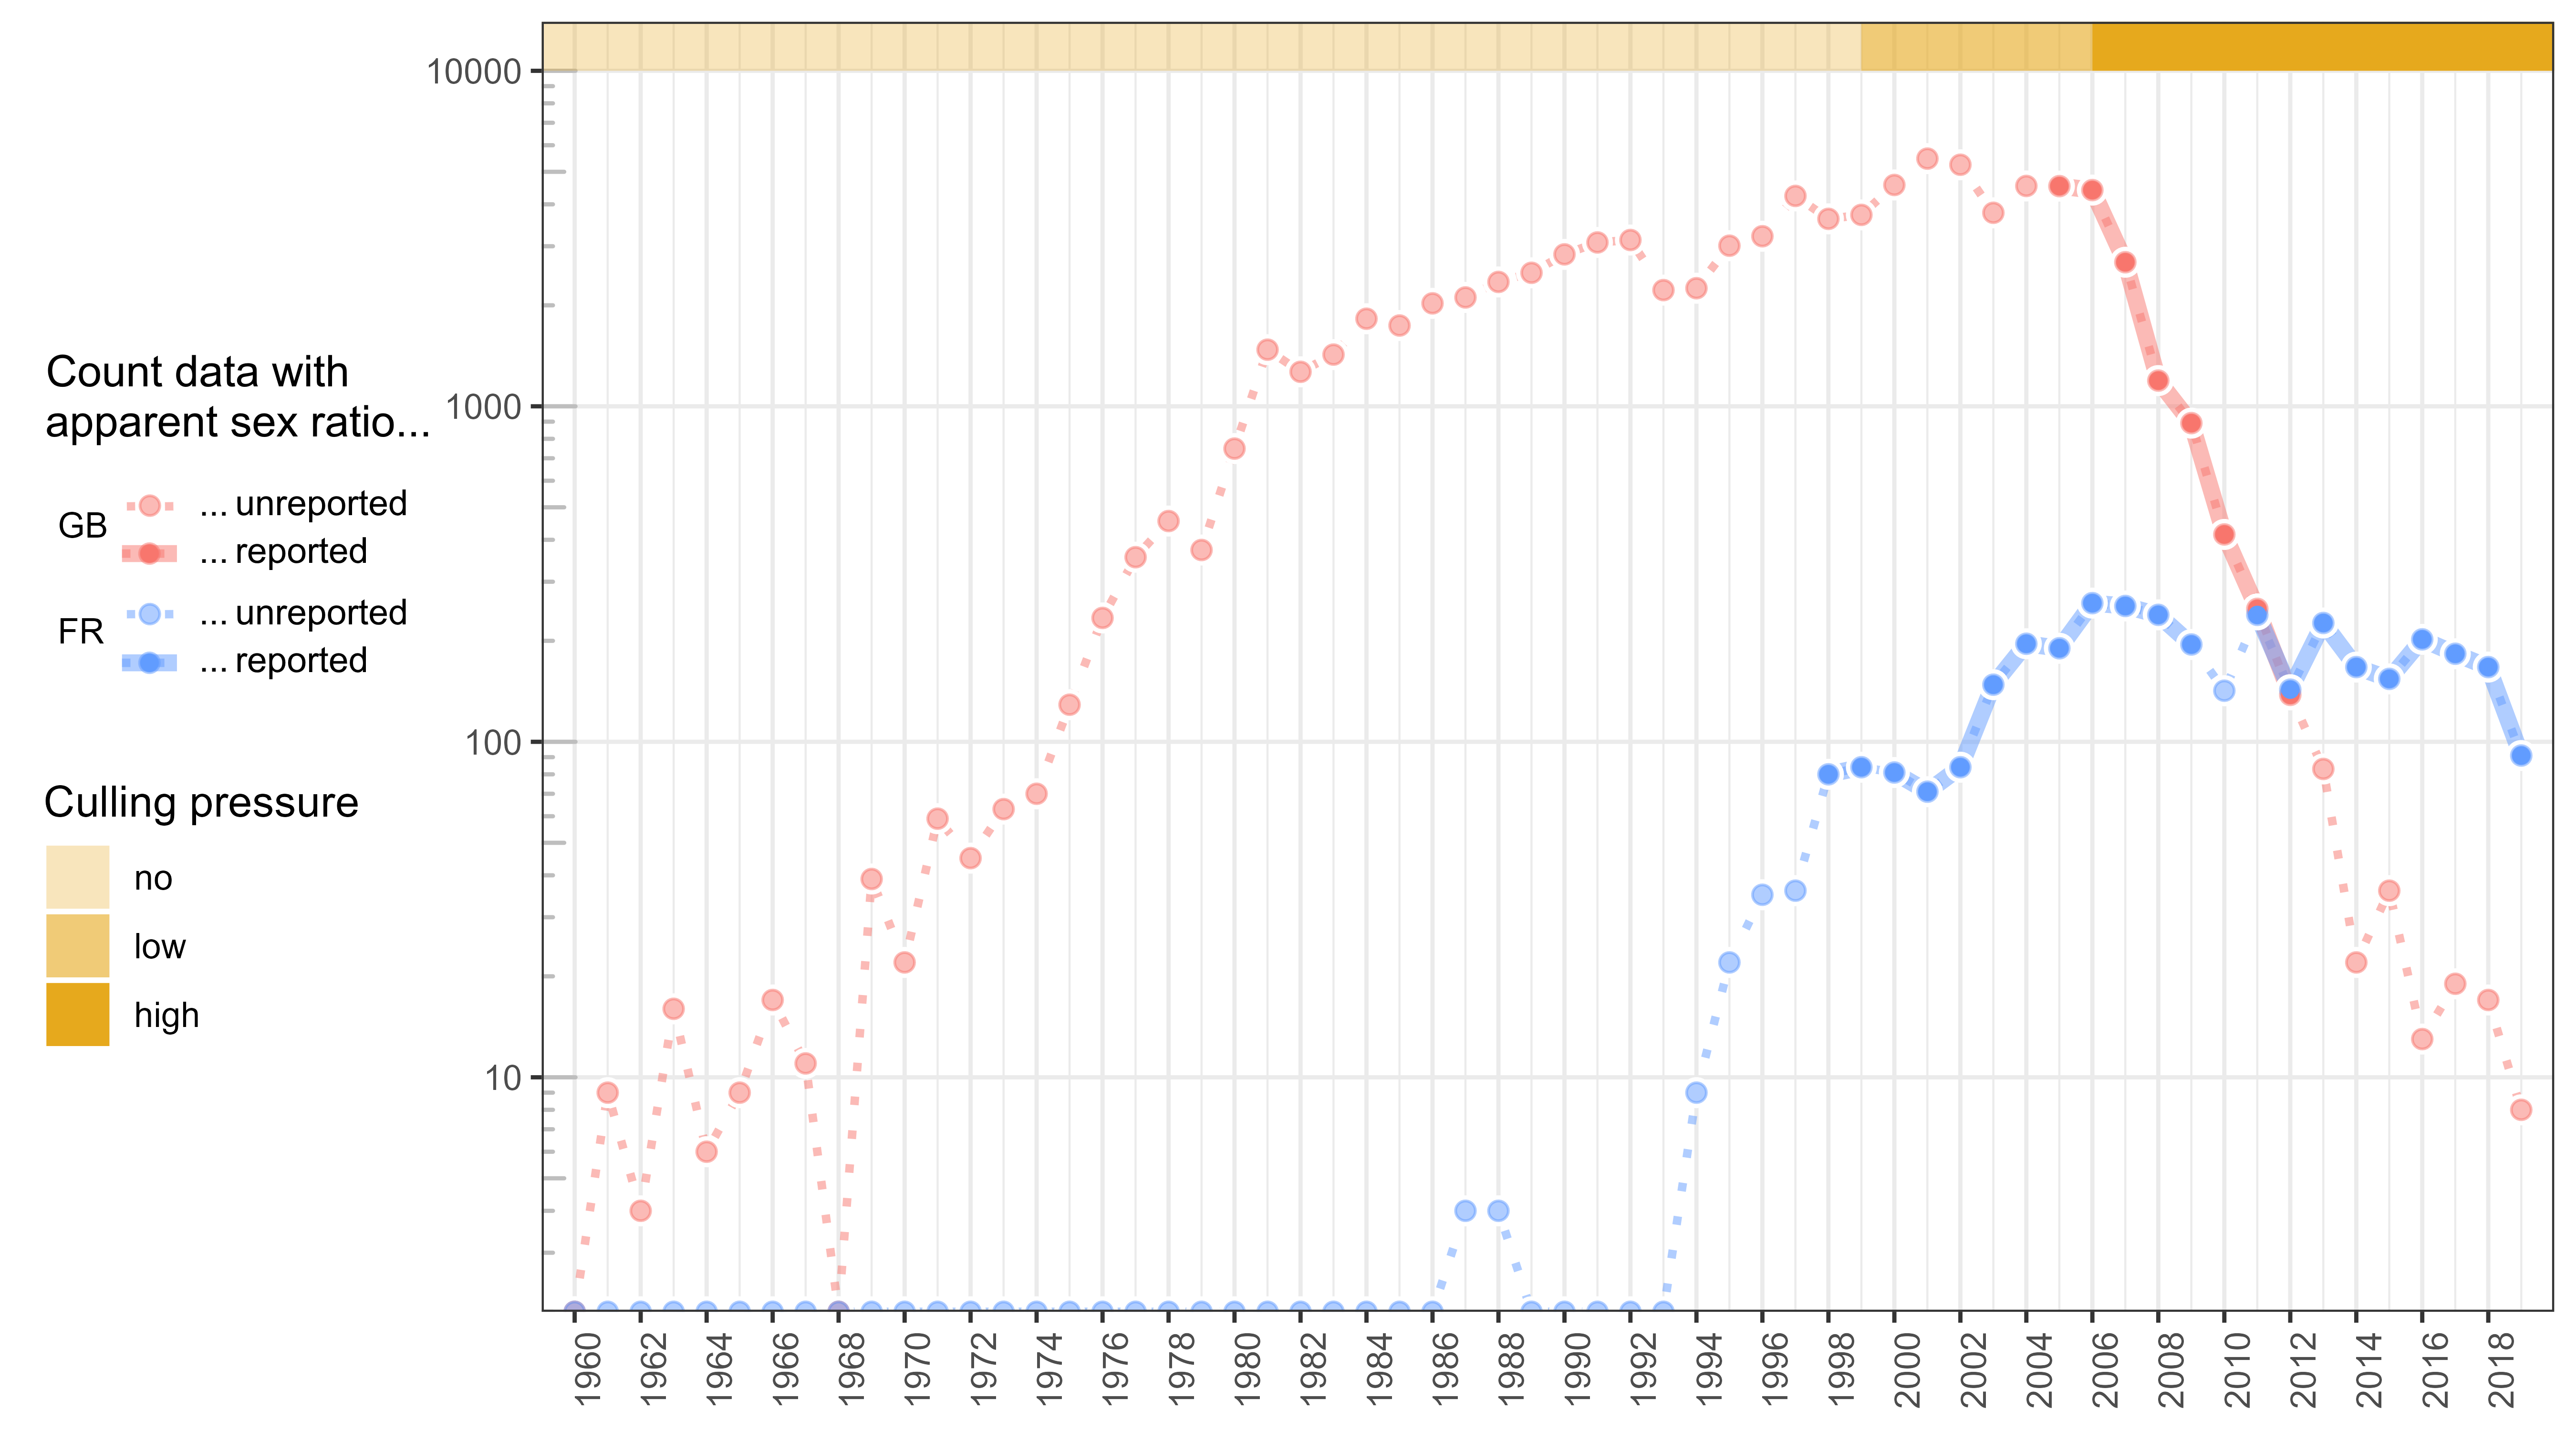 10000
1000
100
10
Count data with
apparent sex ratio...
GB
... unreported
... reported
FR
... unreported
... reported
Culling pressure
no
low
high
1960
1962
1964
1966
1968
1970
1972
1974
1976
1978
1980
1982
1984
1986
1988
1990
1992
1994
1996
1998
2000
2002
2004
2006
2008
2010
2012
2014
2016
2018